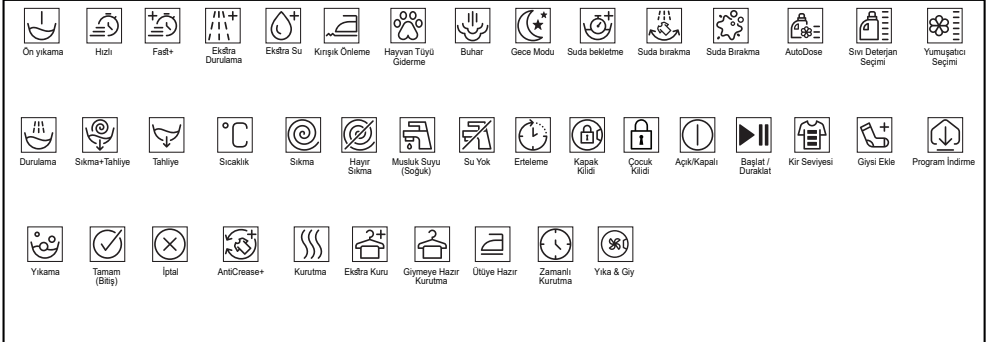 Ön yıkama
Hızlı
Fast+
Ekstra
Durulama
Ekstra Su
Kırışık Önleme
Hayvan Tüyü
Giderme
Buhar
Gece Modu
Suda bekletme
Suda bırakma
Suda Bırakma
AutoDose
Sıvı Deterjan
Seçimi
Yumuşatıcı
Seçimi
Durulama
Sıkma+Tahliye
Tahliye
°C
Sıcaklık
Sıkma
Hayır
Sıkma
Musluk Suyu
(Soğuk)
Su Yok
Erteleme
Kapak
Kilidi
Çocuk
Kilidi
Açık/Kapalı
Başlat /
Duraklat
Kir Seviyesi
Giysi Ekle
Program İndirme
Yıkama
Tamam
(Bitiş)
İptal
AntiCrease+
Kurutma
Ekstra Kuru
Giymeye Hazır
Kurutma
Ütüye Hazır
Zamanlı
Kurutma
Yıka & Giy